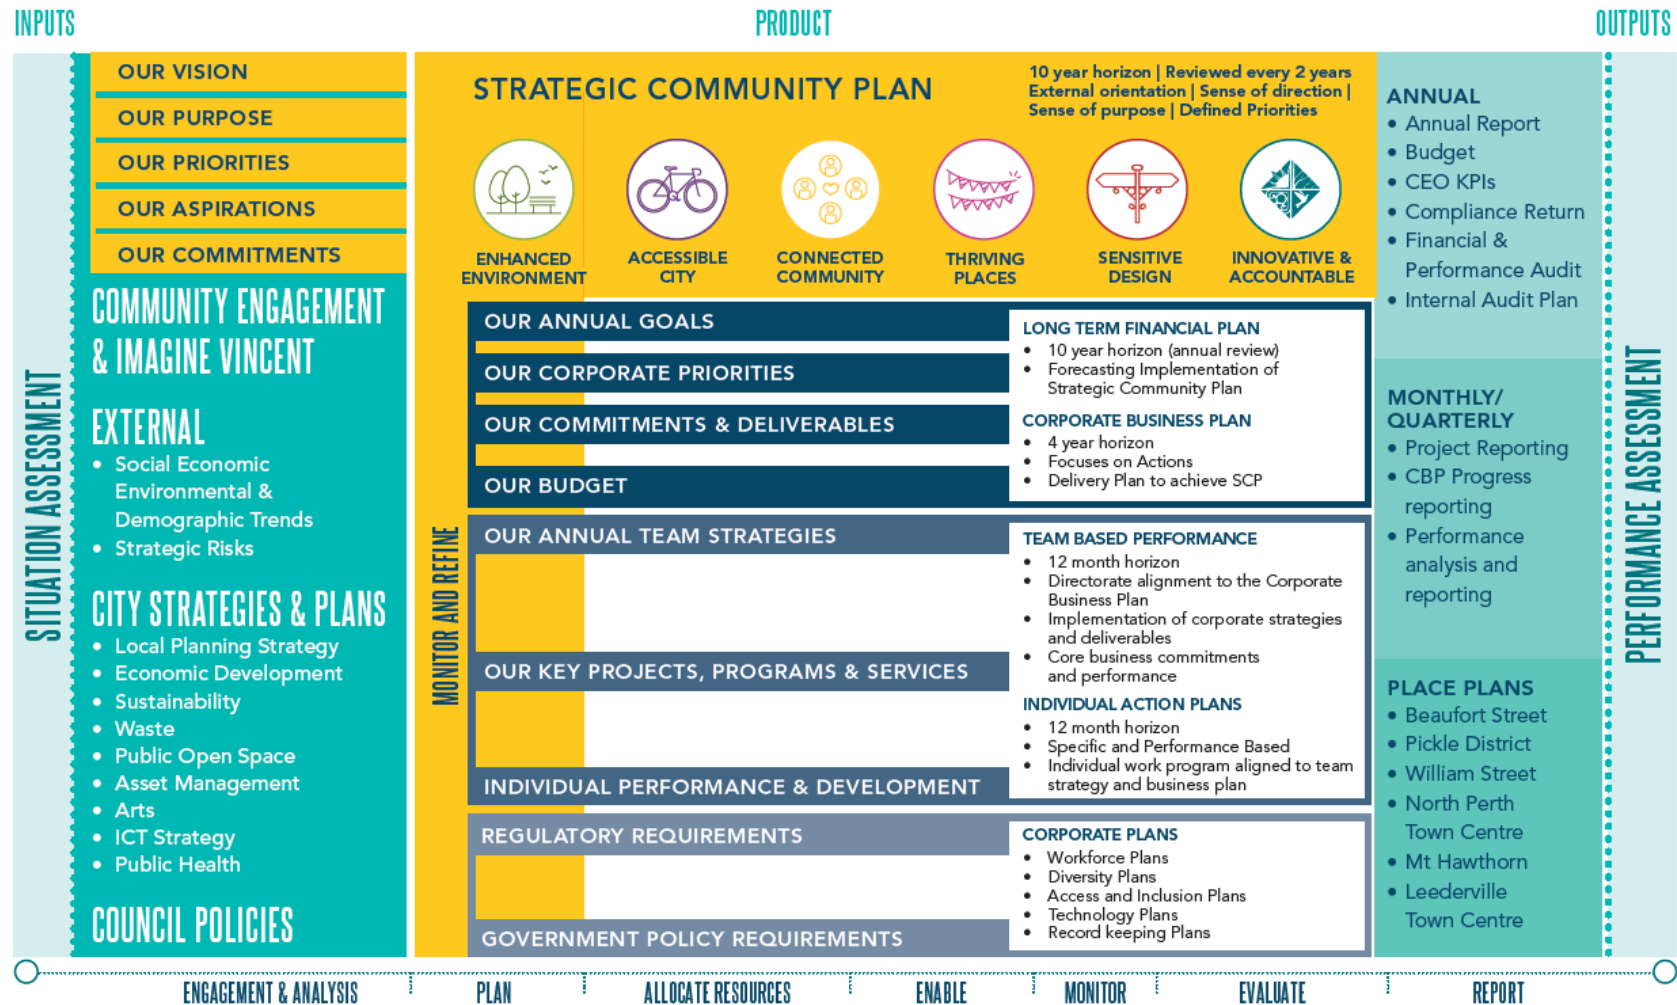 INPUTS
PRODUCT
OUTPUTS
SITUATION ASSESSMENT
OUR VISION
OUR PURPOSE
OUR PRIORITIES
OUR ASPIRATIONS
OUR COMMITMENTS
COMMUNITY ENGAGEMENT
& IMAGINE VINCENT
EXTERNAL
• Social Economic
Environmental &
Demographic Trends
• Strategic Risks
CITY STRATEGIES & PLANS
• Local Planning Strategy
• Economic Development
• Sustainability
• Waste
• Public Open Space
• Asset Management
• Arts
• ICT Strategy
• Public Health
COUNCIL POLICIES
STRATEGIC COMMUNITY PLAN
10 year horizon | Reviewed every 2 years
External orientation | Sense of direction |
Sense of purpose | Defined Priorities
ENHANCED
ENVIRONMENT
ACCESSIBLE
CITY
CONNECTED
COMMUNITY
THRIVING
PLACES
SENSITIVE
DESIGN
INNOVATIVE &
ACCOUNTABLE
MONITOR AND REFINE
OUR ANNUAL GOALS
OUR CORPORATE PRIORITIES
OUR COMMITMENTS & DELIVERABLES
OUR BUDGET
LONG TERM FINANCIAL PLAN
• 10 year horizon (annual review)
• Forecasting Implementation of
Strategic Community Plan
CORPORATE BUSINESS PLAN
• 4 year horizon
• Focuses on Actions
• Delivery Plan to achieve SCP
OUR ANNUAL TEAM STRATEGIES
OUR KEY PROJECTS, PROGRAMS & SERVICES
INDIVIDUAL PERFORMANCE & DEVELOPMENT
TEAM BASED PERFORMANCE
• 12 month horizon
• Directorate alignment to the Corporate
Business Plan
• Implementation of corporate strategies
and deliverables
• Core business commitments
and performance
INDIVIDUAL ACTION PLANS
• 12 month horizon
• Specific and Performance Based
• Individual work program aligned to team
strategy and business plan
REGULATORY REQUIREMENTS
GOVERNMENT POLICY REQUIREMENTS
CORPORATE PLANS
• Workforce Plans
• Diversity Plans
• Access and Inclusion Plans
• Technology Plans
• Record keeping Plans
ANNUAL
• Annual Report
• Budget
• CEO KPIs
• Compliance Return
• Financial &
Performance Audit
• Internal Audit Plan
MONTHLY/
QUARTERLY
• Project Reporting
• CBP Progress
reporting
• Performance
analysis and
reporting
PLACE PLANS
• Beaufort Street
• Pickle District
• William Street
• North Perth
Town Centre
• Mt Hawthorn
• Leederville
Town Centre
PERFORMANCE ASSESSMENT
ENGAGEMENT & ANALYSIS
PLAN
ALLOCATE RESOURCES
ENABLE
MONITOR
EVALUATE
REPORT